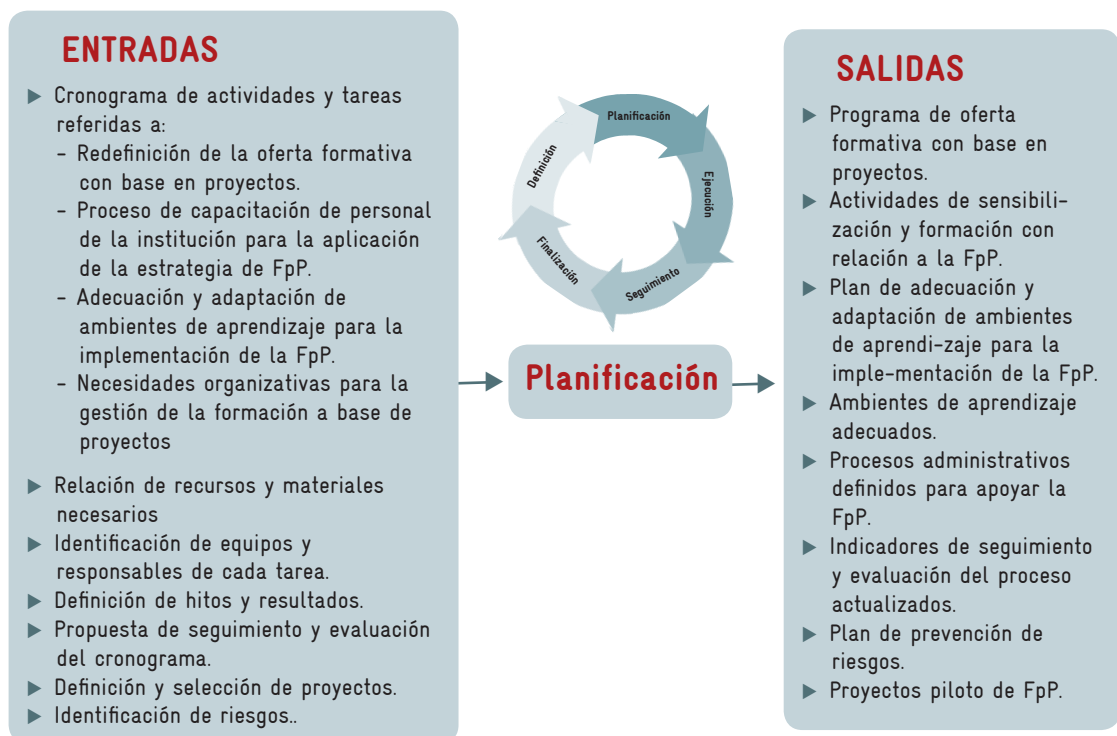 ENTRADAS
▶ Cronograma de actividades y tareas
referidas a:
- Redefinición de la oferta formativa
con base en proyectos.
- Proceso de capacitación de personal
de la institución para la aplicación
de la estrategia de FpP.
- Adecuación y adaptación de
ambientes de aprendizaje para la
implementación de la FpP.
- Necesidades organizativas para la
gestión de la formación a base de
proyectos
▶ Relación de recursos y materiales
necesarios
▶ Identificación de equipos y
responsables de cada tarea.
▶ Definición de hitos y resultados.
▶ Propuesta de seguimiento y evaluación
del cronograma.
▶ Definición y selección de proyectos.
▶ Identificación de riesgos..
Planificación
Ejecución
Seguimiento
Finalización
Definición
Planificación
SALIDAS
▶ Programa de oferta
formativa con base en
proyectos.
▶ Actividades de sensibili-
zación y formación con
relación a la FpP.
▶ Plan de adecuación y
adaptación de ambientes
de aprendi-zaje para la
imple-mentación de la FpP.
▶ Ambientes de aprendizaje
adecuados.
▶ Procesos administrativos
definidos para apoyar la
FpP.
▶ Indicadores de seguimiento
y evaluación del proceso
actualizados.
▶ Plan de prevención de
riesgos.
▶ Proyectos piloto de FpP.